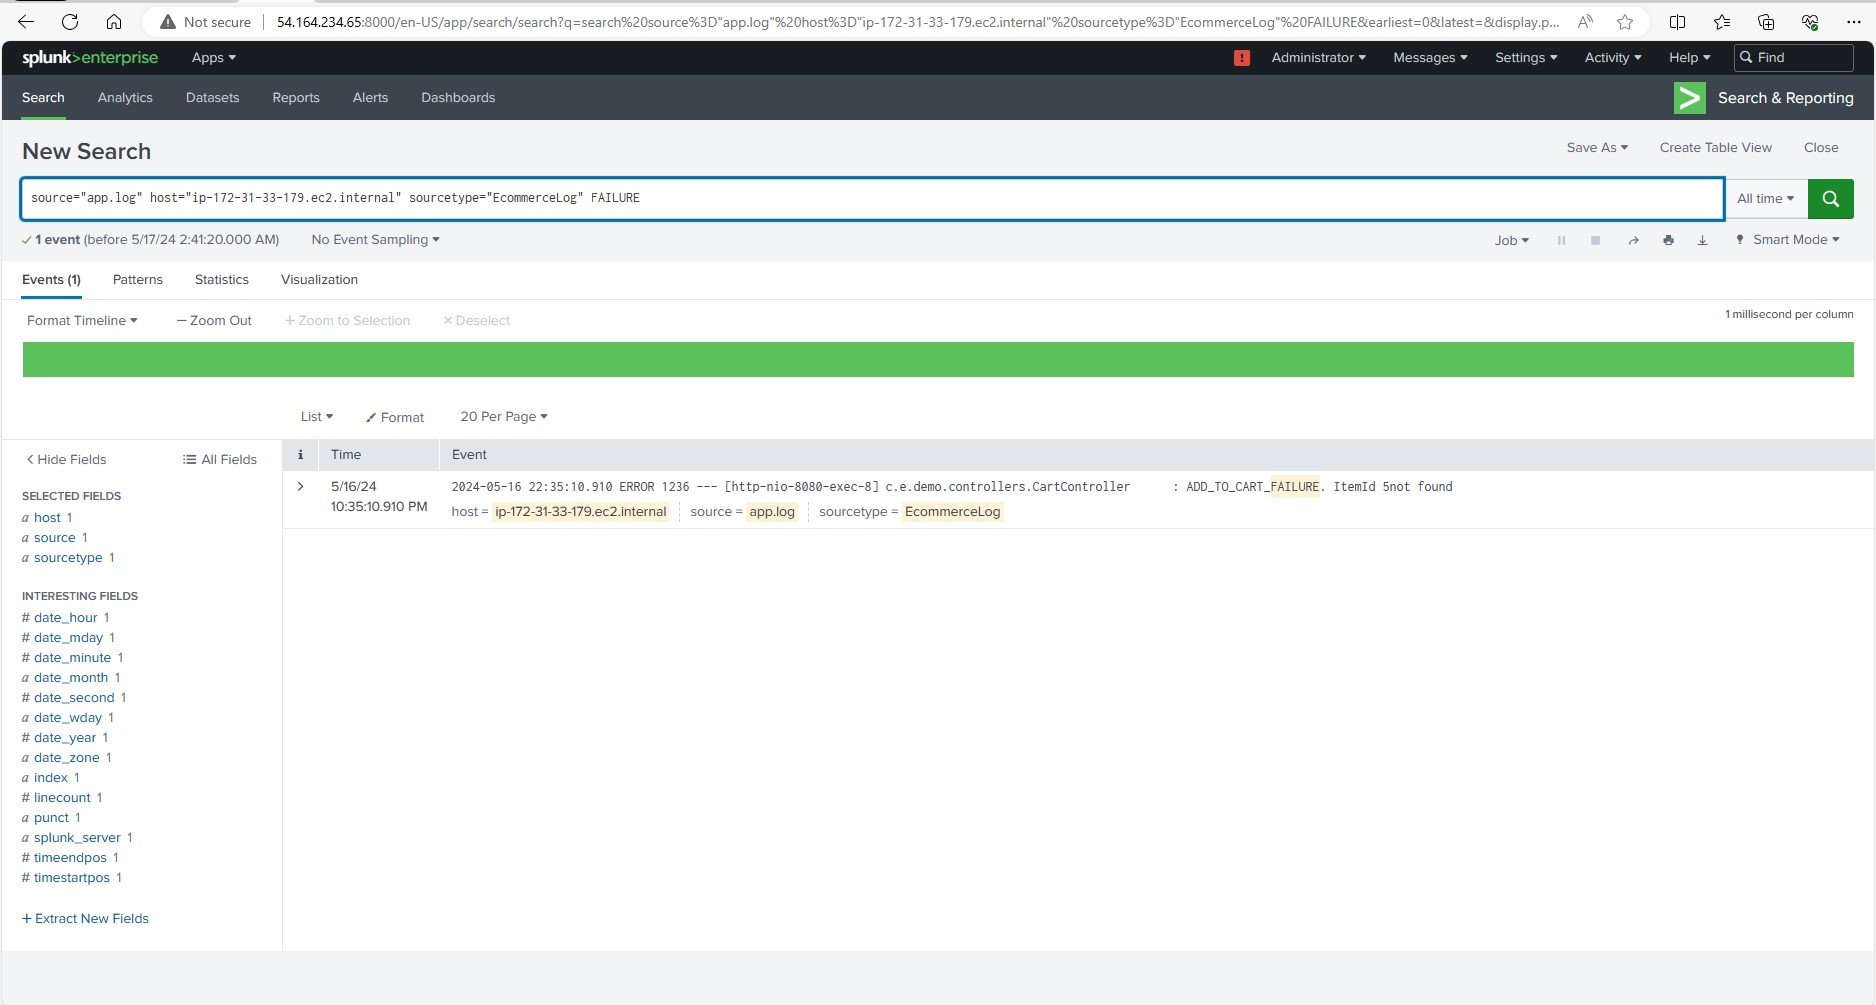 Not secure 54.164.234.65:8000/en-US/app/search/search?q=search%20source%3D"app.log"%20host%3D"ip-172-31-33-179.ec2.internal"%20sourcetype%3D"EcommerceLog"%20FAILURE&earliest=0&latest=&display.p...
splunk>enterprise Apps Administrator Messages Settings Activity Help Find
Search Analytics Datasets Reports Alerts Dashboards Search & Reporting
New Search Save As Create Table View Close
source="app.log" host="ip-172-31-33-179.ec2.internal" sourcetype="EcommerceLog" FAILURE All time
1 event (before 5/17/24 2:41:20.000 AM) No Event Sampling Job Smart Mode
Events (1) Patterns Statistics Visualization
Format Timeline – Zoom Out + Zoom to Selection × Deselect 1 millisecond per column
List Format 20 Per Page
< Hide Fields All Fields i Time Event
5/16/24 2024-05-16 22:35:10.910 ERROR 1236 --- [http-nio-8080-exec-8] c.e.demo.controllers.CartController : ADD_TO_CART_FAILURE. ItemId 5not found
10:35:10.910 PM host = ip-172-31-33-179.ec2.internal source = app.log sourcetype = EcommerceLog
SELECTED FIELDS
a host 1
a source 1
a sourcetype 1
INTERESTING FIELDS
# date_hour 1
# date_mday 1
# date_minute 1
a date_month 1
# date_second 1
a date_wday 1
# date_year 1
a date_zone 1
a index 1
# linecount 1
a punct 1
a splunk_server 1
# timeendpos 1
# timestartpos 1
+ Extract New Fields